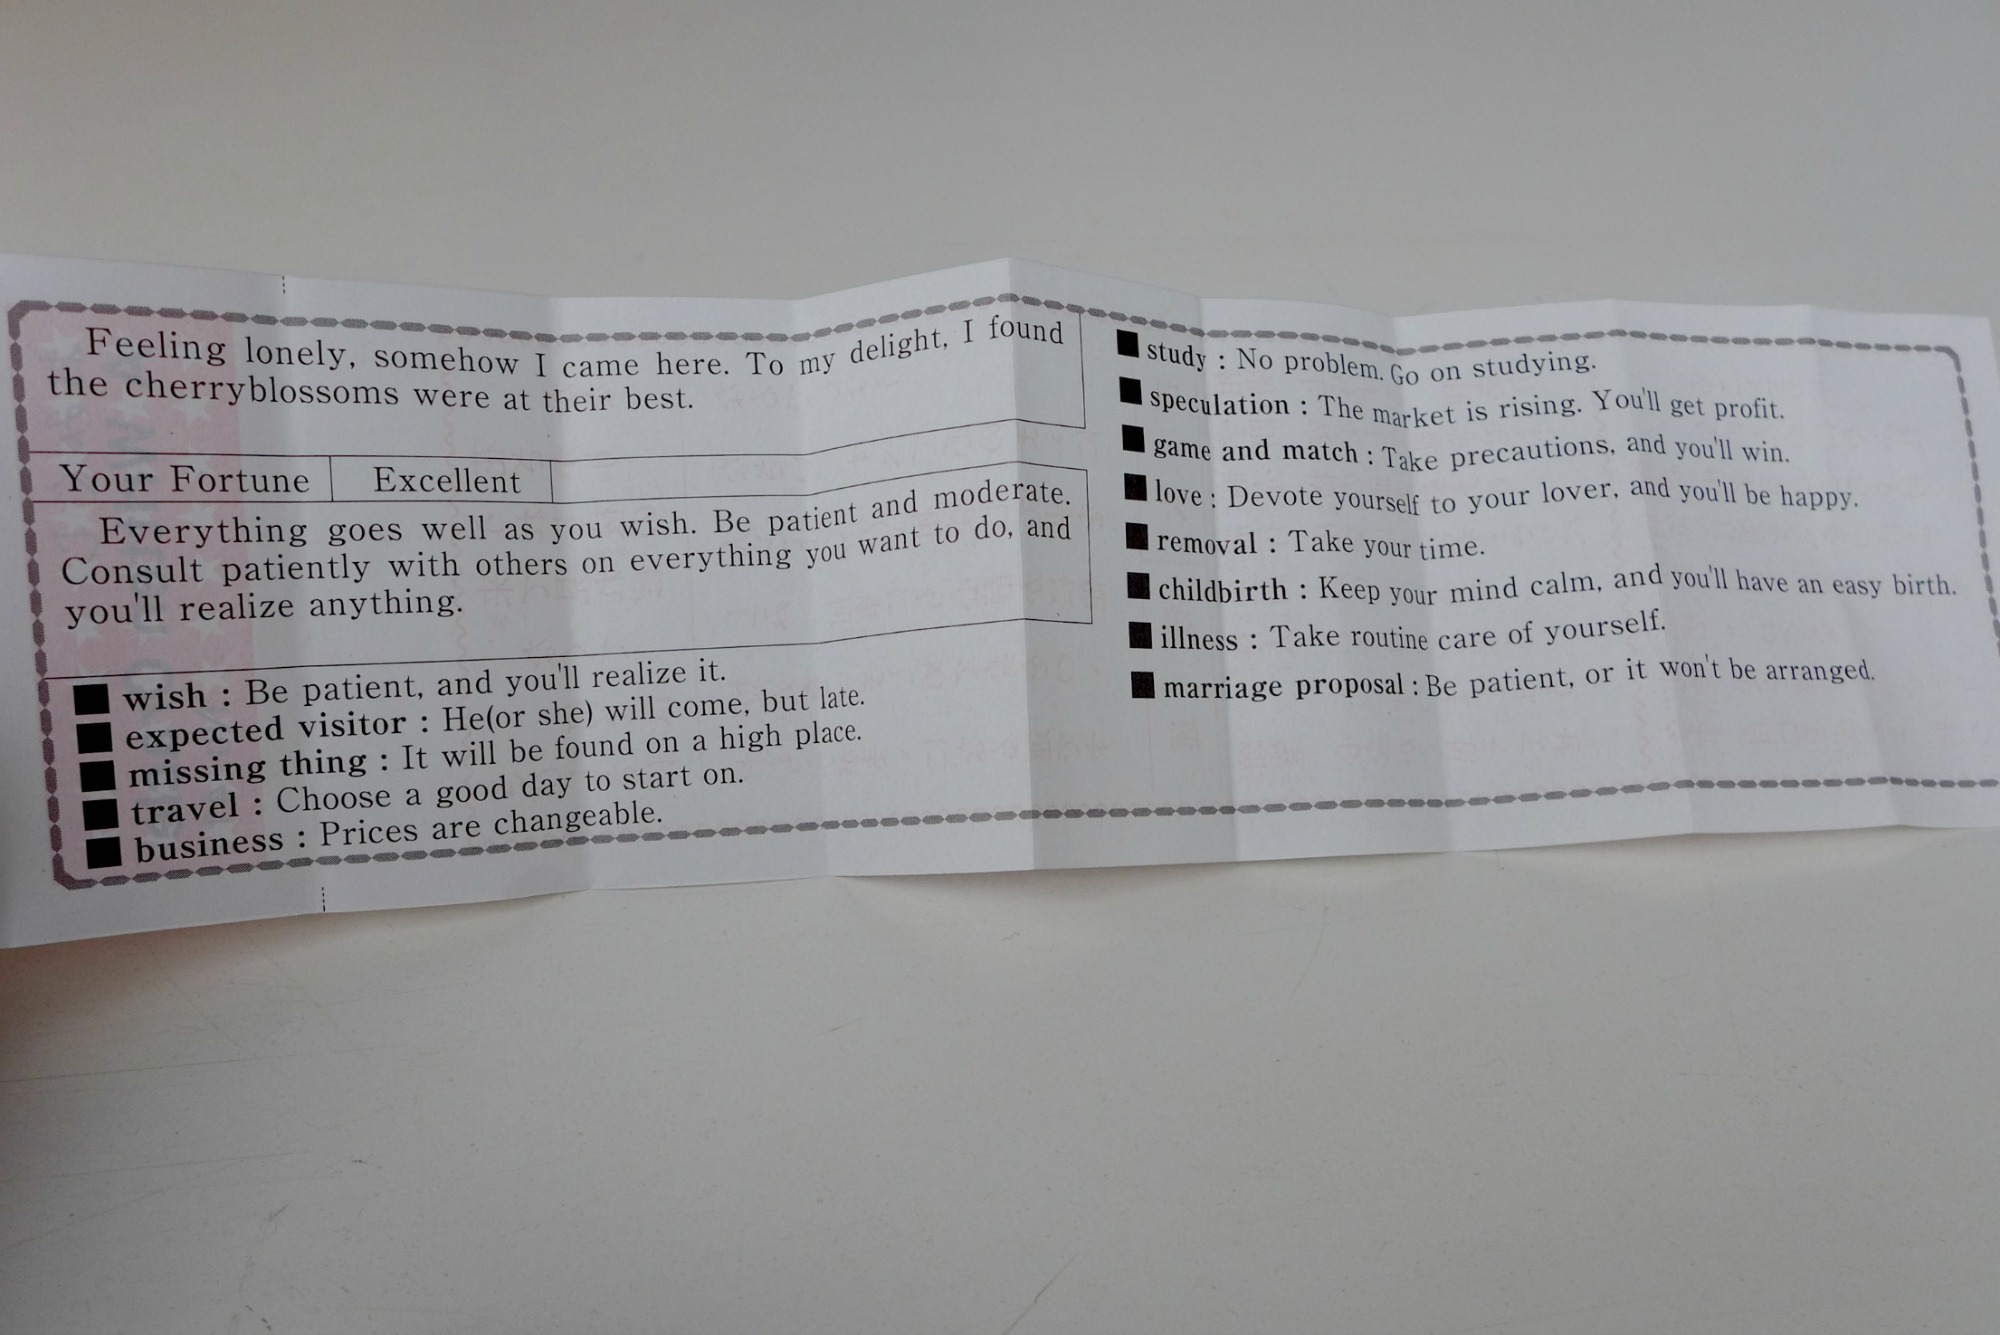 Feeling lonely, somehow I came here. To my delight, I found
the cherryblossoms were at their best.
Your Fortune Excellent
Everything goes well as you wish. Be patient and moderate.
Consult patiently with others on everything you want to do, and
you'll realize anything.
■ wish : Be patient, and you'll realize it.
■ expected visitor : He(or she) will come, but late.
■ missing thing : It will be found on a high place.
■ travel : Choose a good day to start on.
■ business : Prices are changeable.
■ study : No problem. Go on studying.
■ speculation : The market is rising. You'll get profit.
■ game and match : Take precautions, and you'll win.
■ love : Devote yourself to your lover, and you'll be happy.
■ removal : Take your time.
■ childbirth : Keep your mind calm, and you'll have an easy birth.
■ illness : Take routine care of yourself.
■ marriage proposal : Be patient, or it won't be arranged.